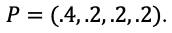 P = (.4, .2, .2, .2).